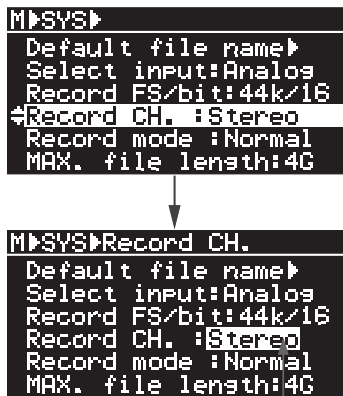 M▶SYS▶
Default file name▶
Select input:Analog
Record FS/bit:44k/16
Record CH. :Stereo
Record mode :Normal
MAX. file length:4G
M▶SYS▶Record CH.
Default file name▶
Select input:Analog
Record FS/bit:44k/16
Record CH. :Stereo
Record mode :Normal
MAX. file length:4G